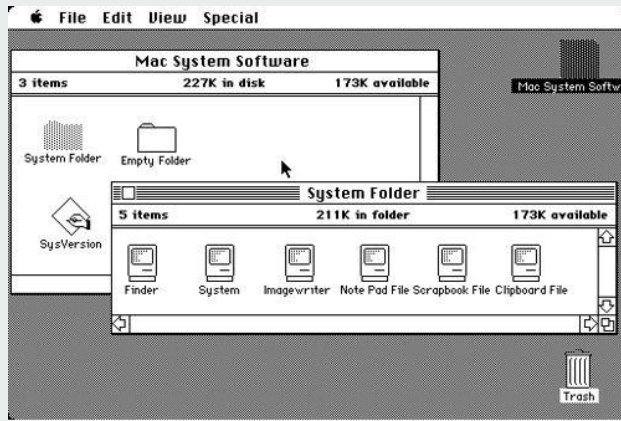 File Edit View Special
Mac System Software
3 items 227K in disk 173K available
Mac System Softw
System Folder Empty Folder
SysVersion
System Folder
5 items 211K in folder 173K available
Finder System Imagewriter Note Pad File Scrapbook File Clipboard File
Trash